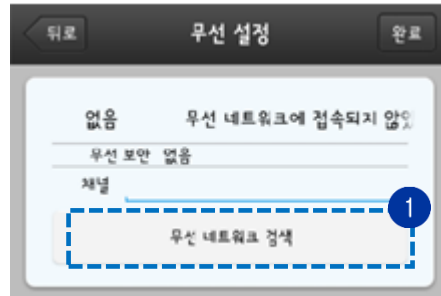 뒤로 무선 설정 완료
없음 무선 네트워크에 접속되지 않았
무선 보안 없음
채널
1
무선 네트워크 검색